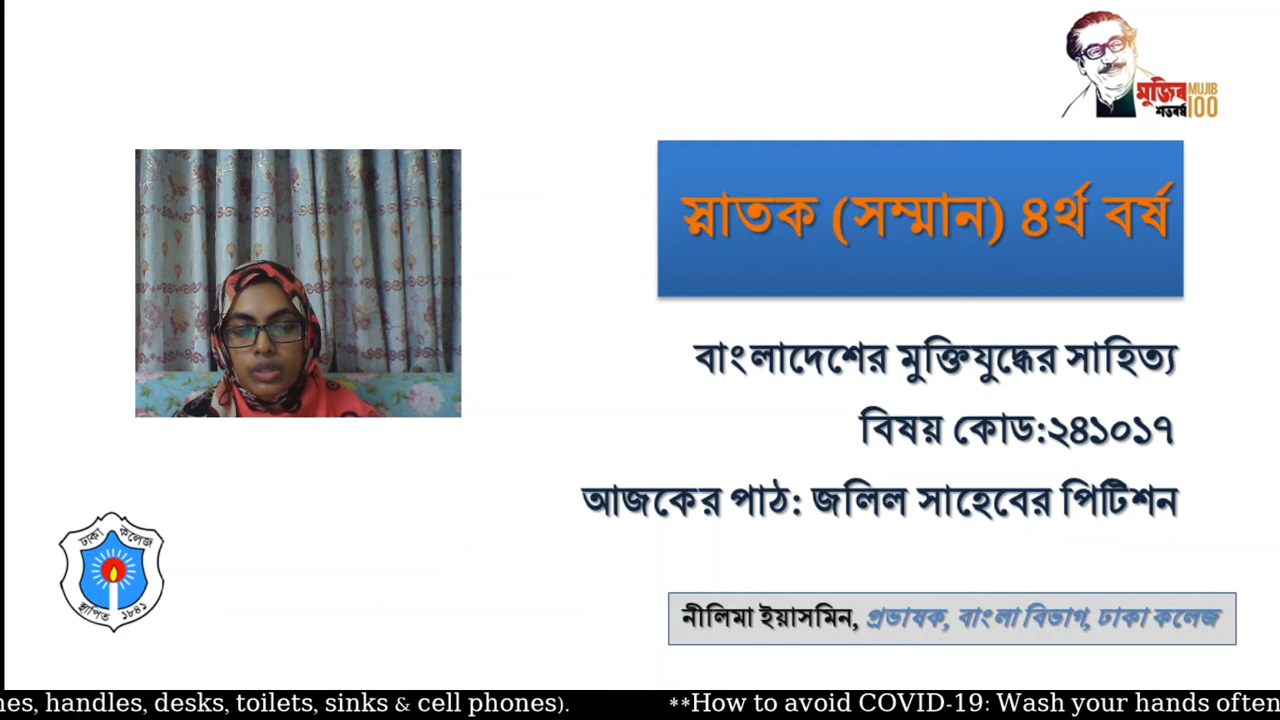 মুজিব MUJIB
শতবর্ষ 100
স্নাতক (সম্মান) ৪র্থ বর্ষ
বাংলাদেশের মুক্তিযুদ্ধের সাহিত্য
বিষয় কোড:২৪১০১৭
আজকের পাঠ: জলিল সাহেবের পিটিশন
ঢাকা কলেজ
স্থাপিত ১৮৪১
নীলিমা ইয়াসমিন, প্রভাষক, বাংলা বিভাগ, ঢাকা কলেজ
nes, handles, desks, toilets, sinks & cell phones). **How to avoid COVID-19: Wash your hands often